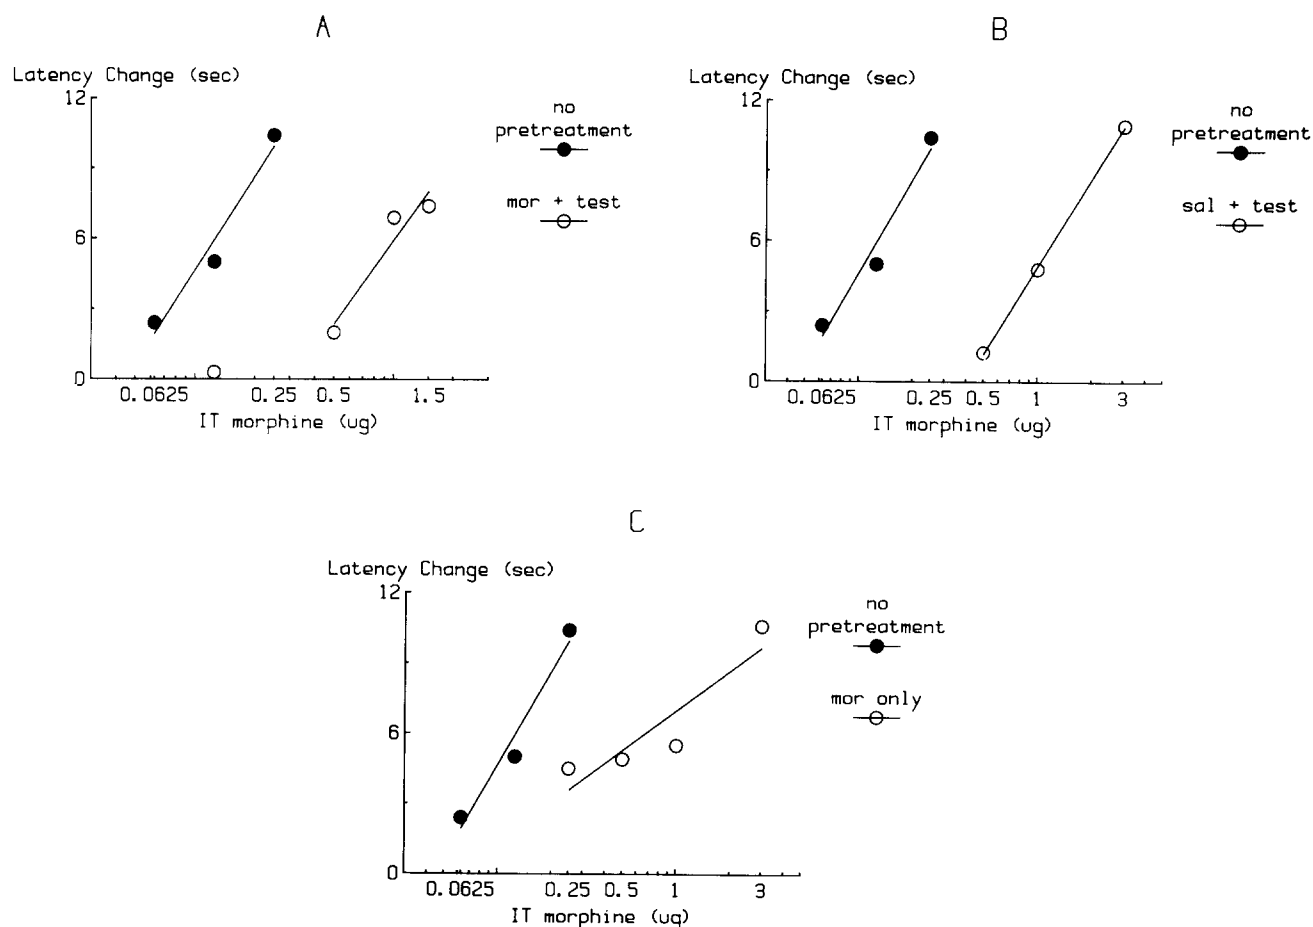 A
Latency Change (sec)
12
6
0
0.0625 0.25 0.5 1.5
IT morphine (ug)
no
pretreatment
mor + test
B
Latency Change (sec)
12
6
0
0.0625 0.25 0.5 1 3
IT morphine (ug)
no
pretreatment
sal + test
C
Latency Change (sec)
12
6
0
0.0625 0.25 0.5 1 3
IT morphine (ug)
no
pretreatment
mor only